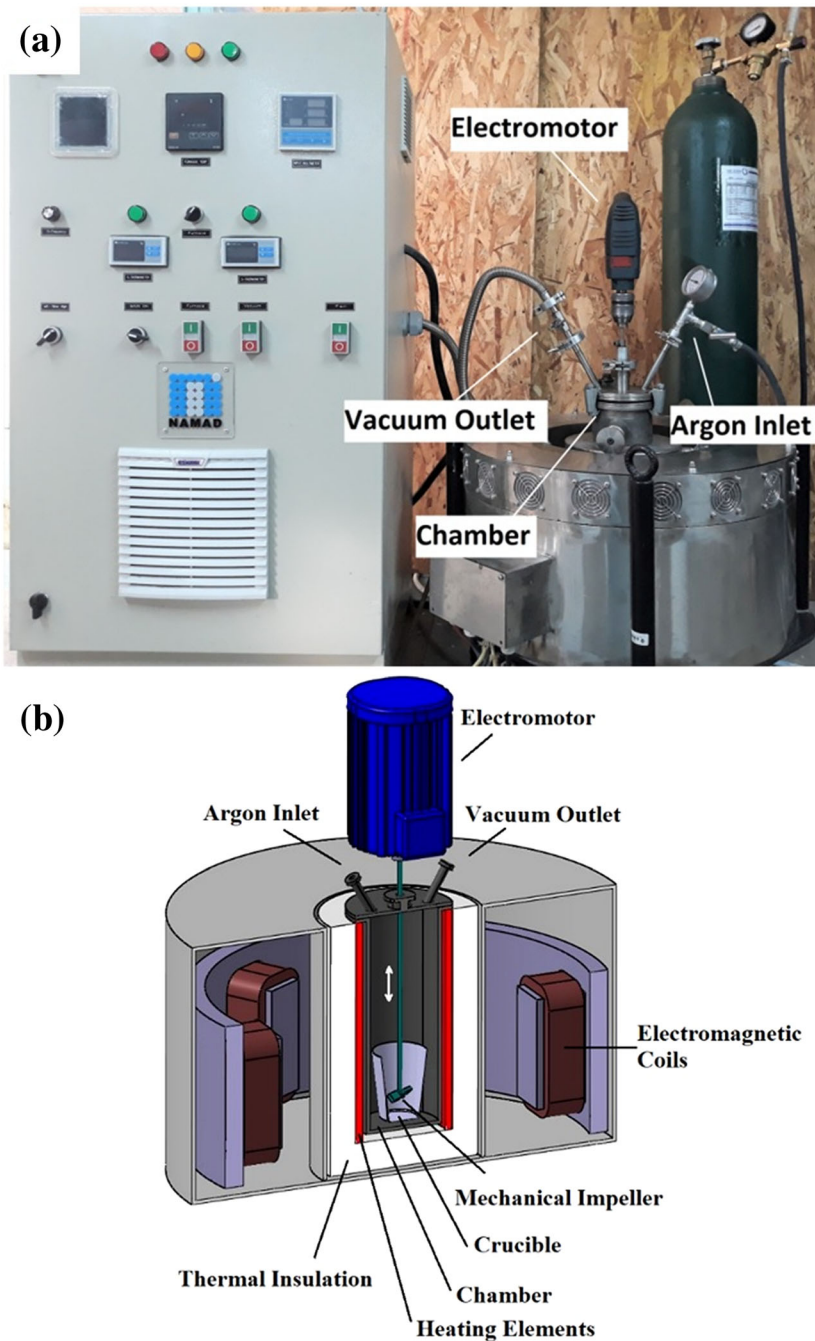 (a)
Electromotor
Vacuum Outlet
Argon Inlet
NAMAD
Chamber
(b)
Electromotor
Argon Inlet
Vacuum Outlet
Electromagnetic
Coils
Mechanical Impeller
Crucible
Thermal Insulation
Chamber
Heating Elements